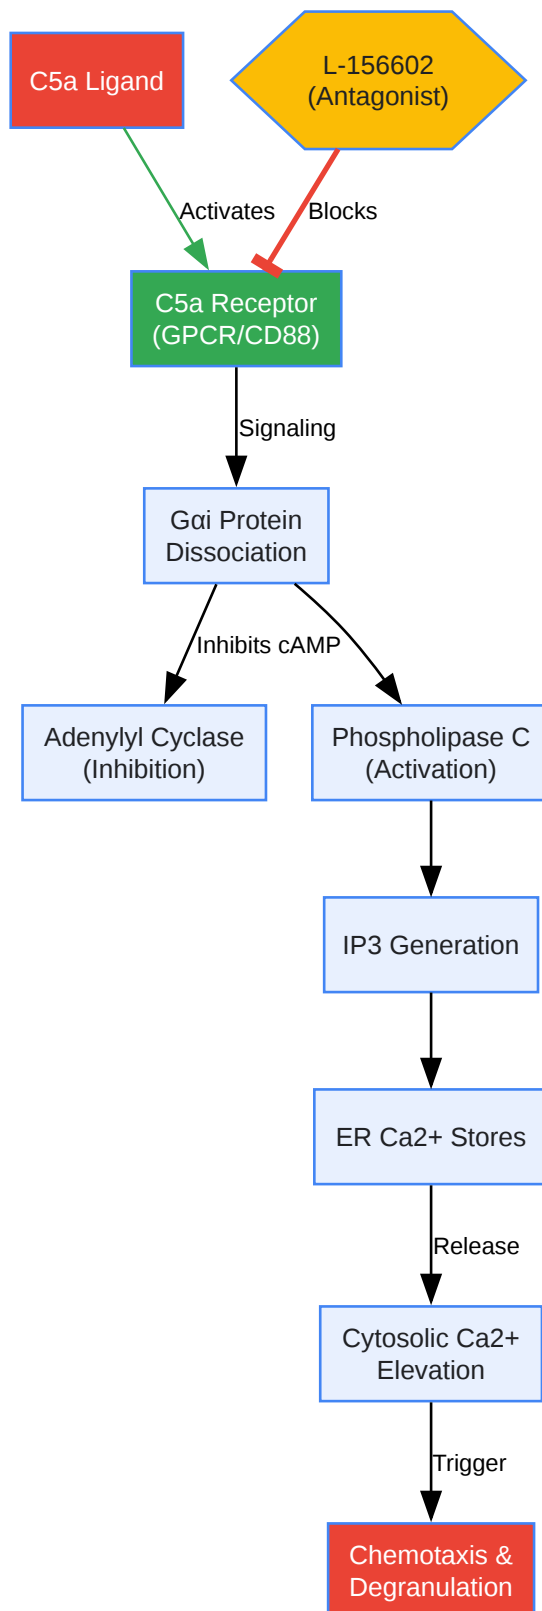 C5a Ligand
L-156602
(Antagonist)
Activates
Blocks
C5a Receptor
(GPCR/CD88)
Signaling
Gαi Protein
Dissociation
Inhibits cAMP
Adenylyl Cyclase
(Inhibition)
Phospholipase C
(Activation)
IP3 Generation
ER Ca2+ Stores
Release
Cytosolic Ca2+
Elevation
Trigger
Chemotaxis &
Degranulation